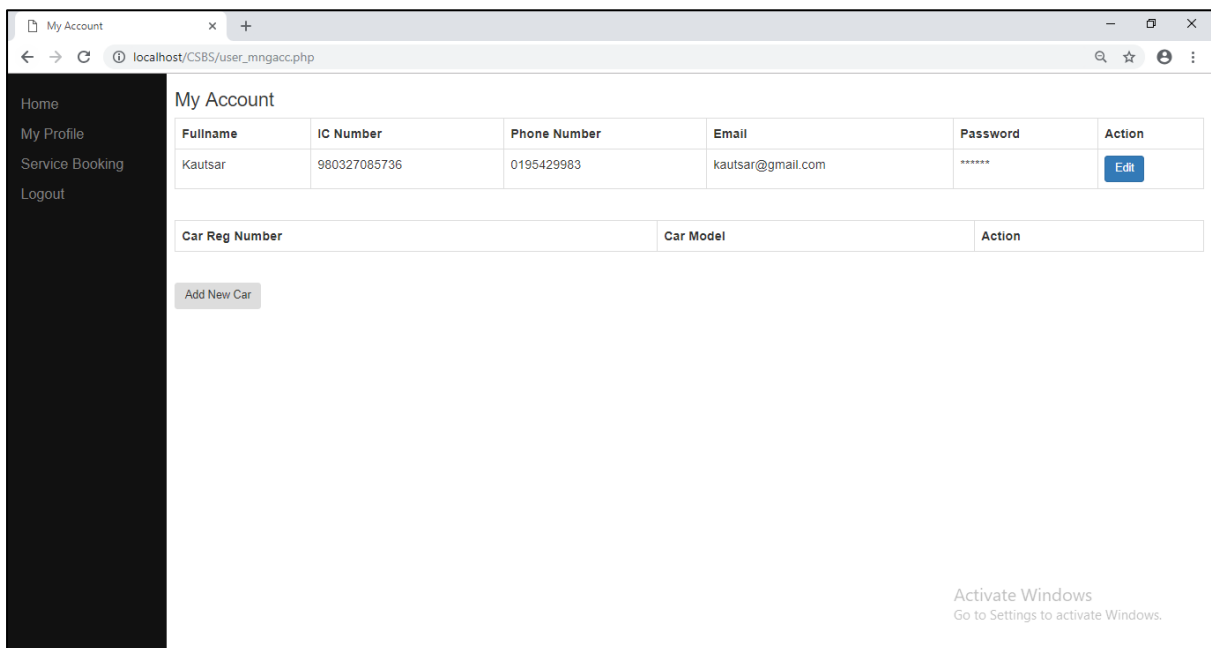 My Account
localhost/CSBS/user_mngacc.php
Home
My Profile
Service Booking
Logout
My Account
Fullname IC Number Phone Number Email Password Action
Kautsar 980327085736 0195429983 kautsar@gmail.com ****** Edit
Car Reg Number Car Model Action
Add New Car
Activate Windows
Go to Settings to activate Windows.